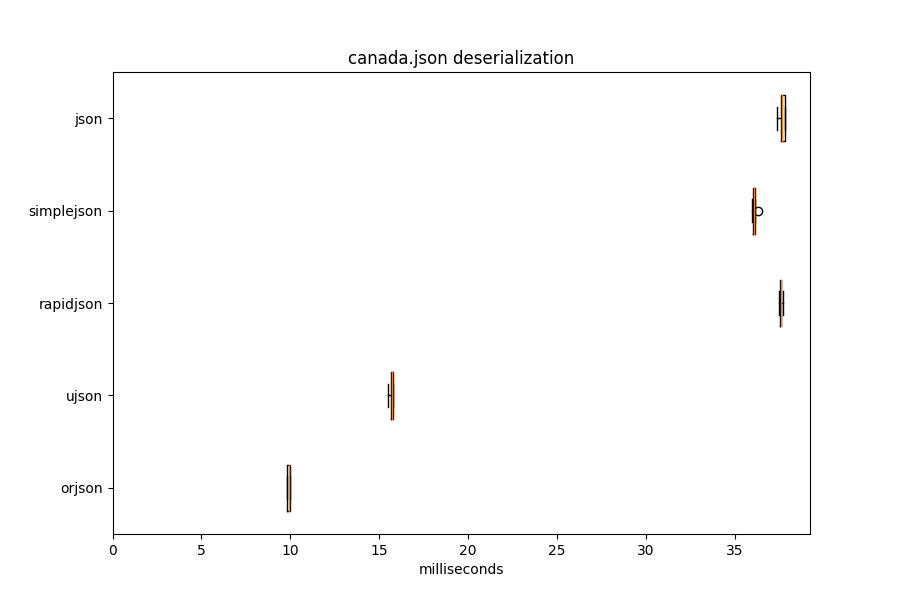 canada.json deserialization
json
simplejson
rapidjson
ujson
orjson
0 5 10 15 20 25 30 35
milliseconds